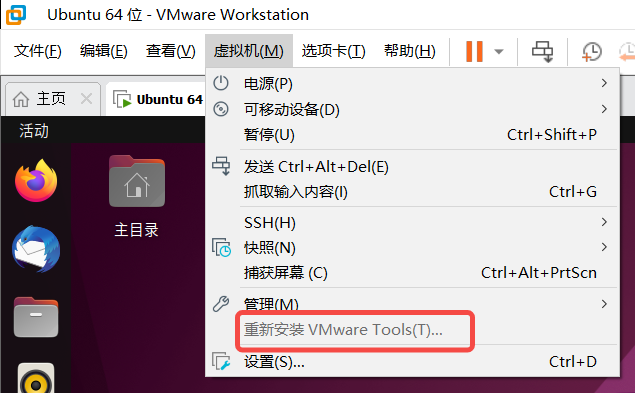 Ubuntu 64 位 - VMware Workstation
文件(F) 编辑(E) 查看(V) 虚拟机(M) 选项卡(T) 帮助(H)
主页 Ubuntu 64
活动
主目录
电源(P)
可移动设备(D)
暂停(U) Ctrl+Shift+P
发送 Ctrl+Alt+Del(E)
抓取输入内容(I) Ctrl+G
SSH(H)
快照(N)
捕获屏幕 (C) Ctrl+Alt+PrtScn
管理(M)
重新安装 VMware Tools(T)...
设置(S)... Ctrl+D